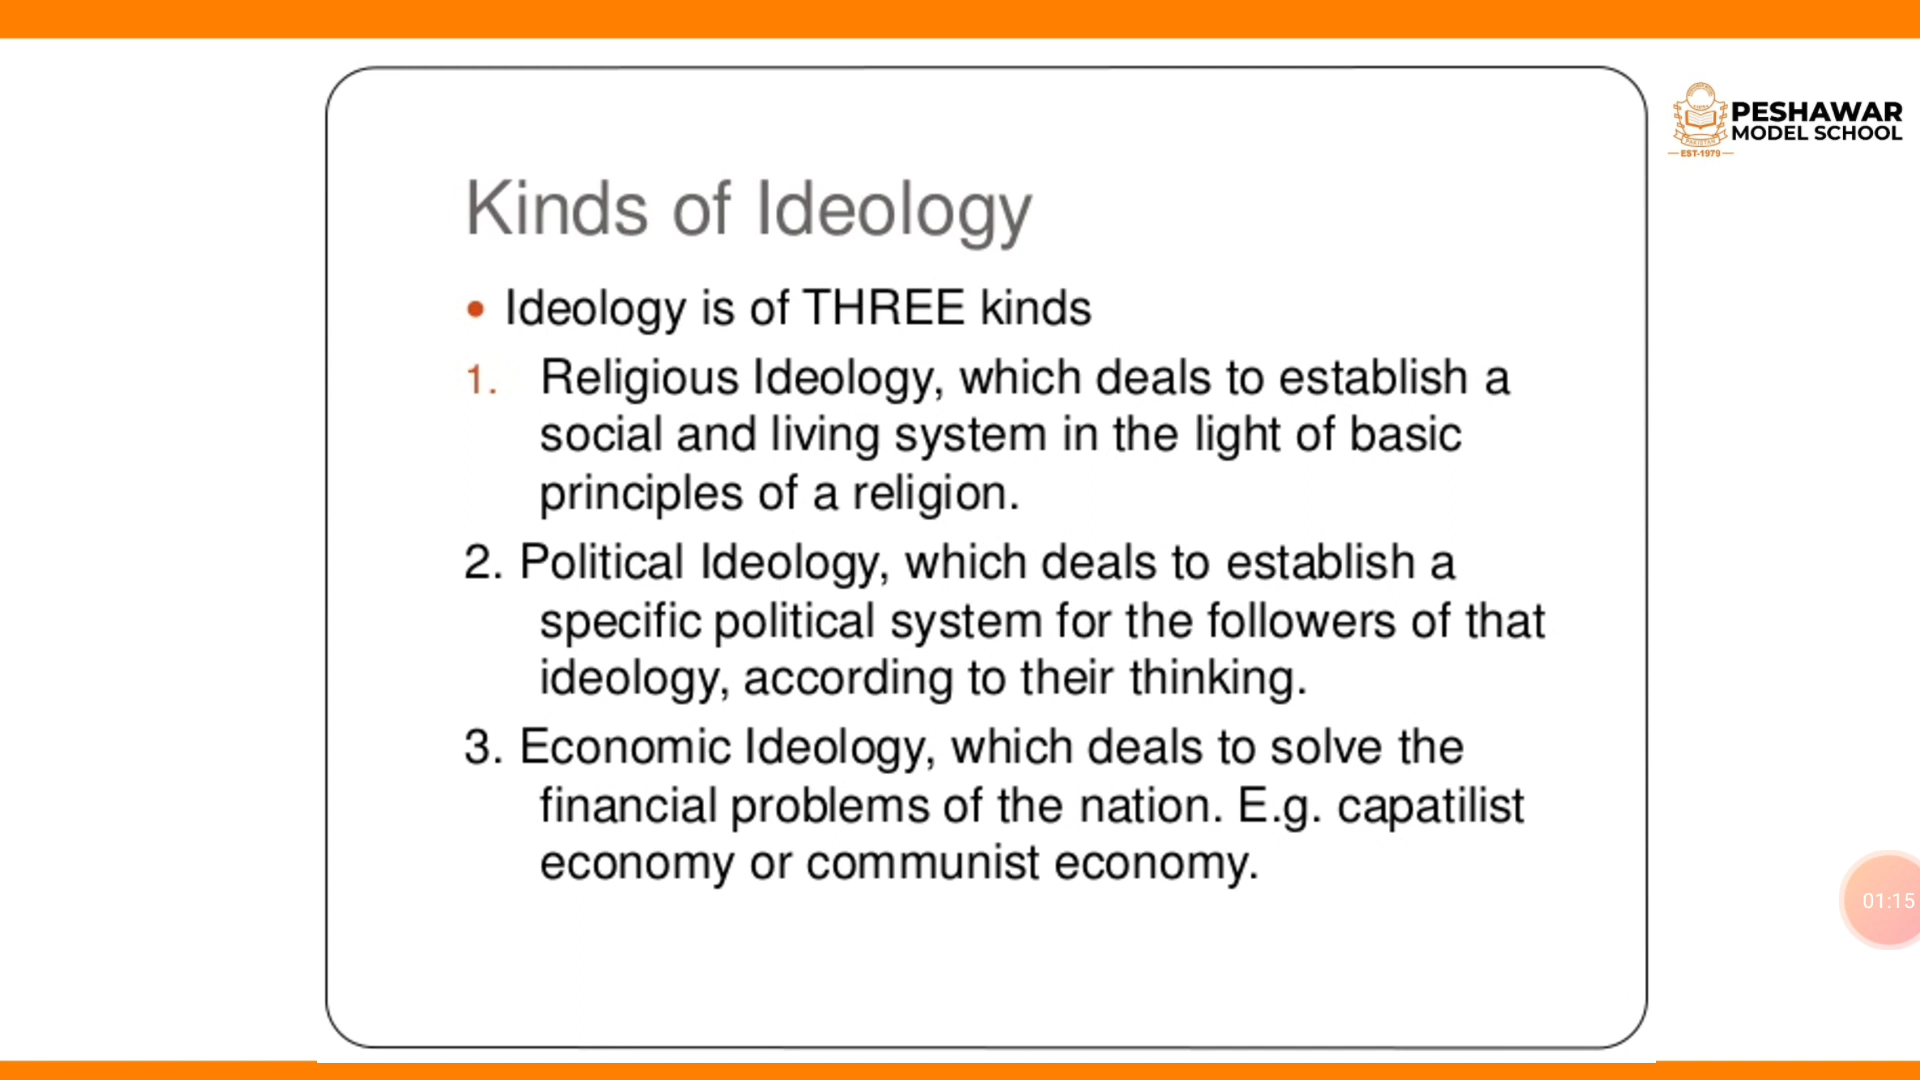 PESHAWAR
MODEL SCHOOL
EST-1979
Kinds of Ideology
• Ideology is of THREE kinds
1. Religious Ideology, which deals to establish a
social and living system in the light of basic
principles of a religion.
2. Political Ideology, which deals to establish a
specific political system for the followers of that
ideology, according to their thinking.
3. Economic Ideology, which deals to solve the
financial problems of the nation. E.g. capatilist
economy or communist economy.
01:15